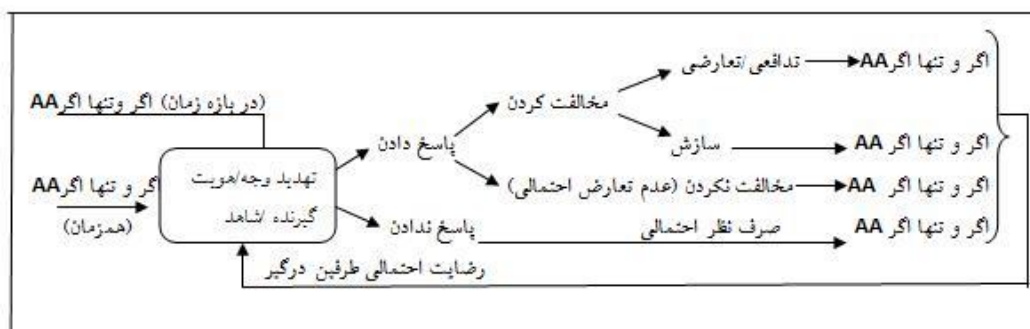 تدافعی/تعارضی
اگر و تنها اگرAA
مخالفت کردن
(در بازه زمان) اگر وتنها اگرAA
پاسخ دادن
سازش
اگر و تنها اگر AA
تهدید وجه/هویت
گیرنده /شاهد
اگر و تنها اگرAA
(همزمان)
مخالفت نکردن (عدم تعارض احتمالی)
اگر و تنها اگر AA
پاسخ ندادن
صرف نظر احتمالی
اگر و تنها اگر AA
رضایت احتمالی طرفین درگیر